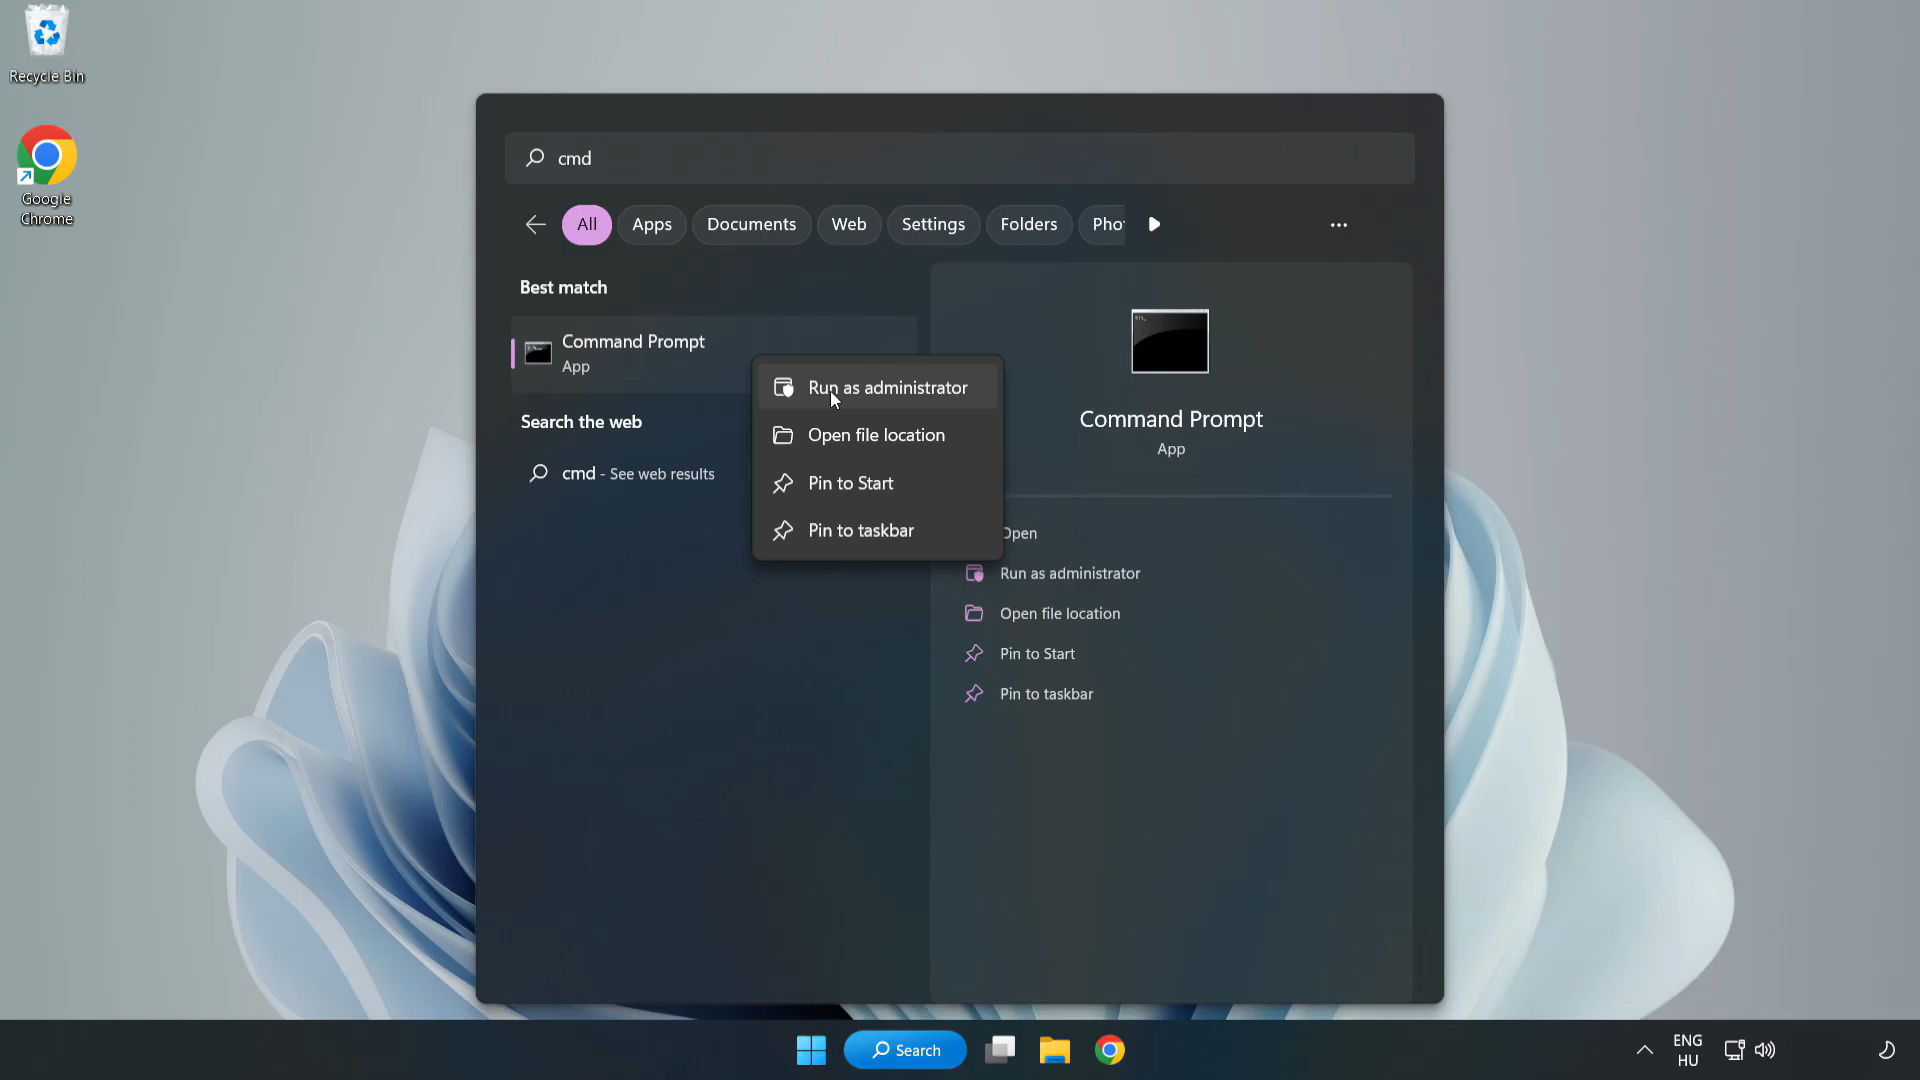 Recycle Bin
Google
Chrome
cmd
All
Apps
Documents
Web
Settings
Folders
Pho
Best match
Command Prompt
App
Search the web
cmd - See web results
Run as administrator
Open file location
Pin to Start
Pin to taskbar
Command Prompt
App
Open
Run as administrator
Open file location
Pin to Start
Pin to taskbar
Search
ENG
HU